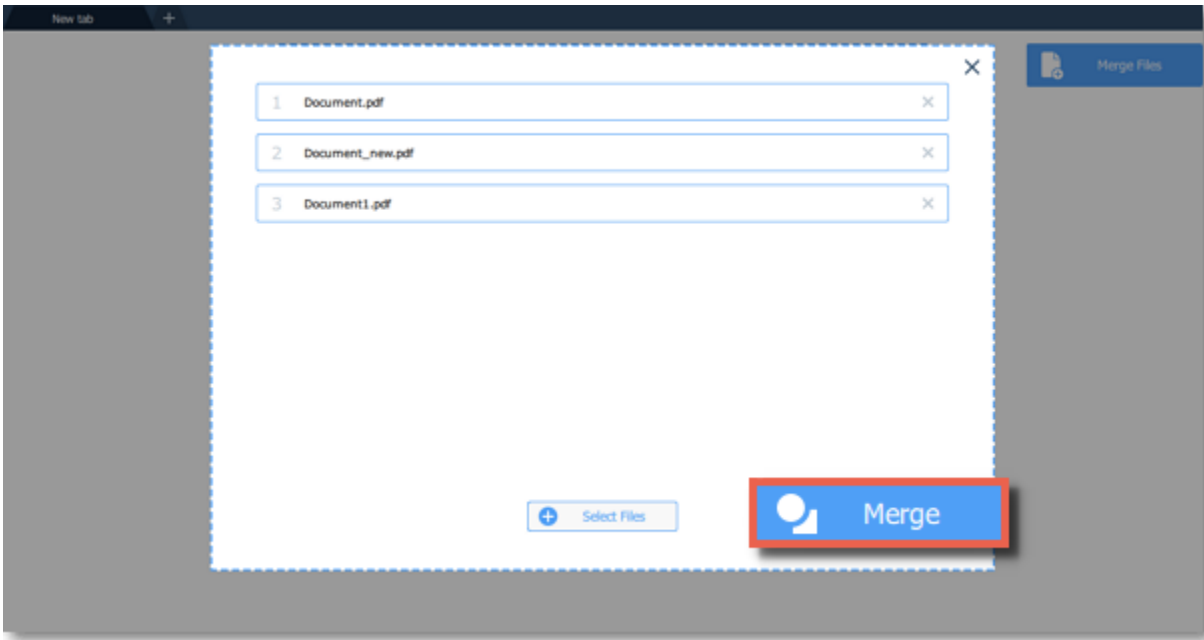 New tab +
Merge Files
1 Document.pdf
2 Document_new.pdf
3 Document1.pdf
Select Files
Merge